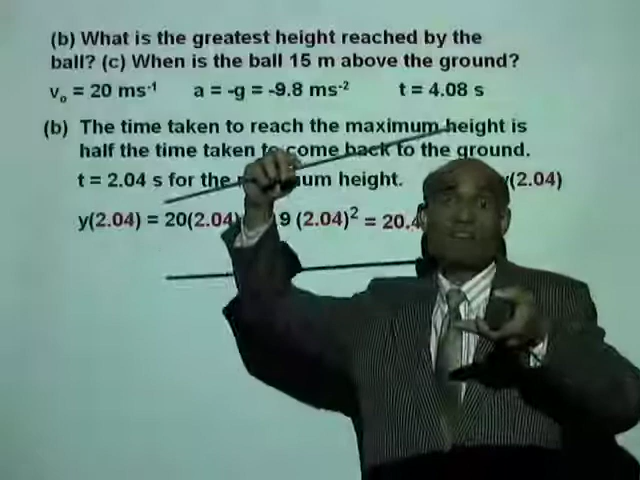 (b) What is the greatest height reached by the
ball? (c) When is the ball 15 m above the ground?
v₀ = 20 ms⁻¹ a = -g = -9.8 ms⁻² t = 4.08 s
(b) The time taken to reach the maximum height is
half the time taken to come back to the ground.
t = 2.04 s for the um height. (2.04)
y(2.04) = 20(2.04) 9 (2.04)² = 20.4